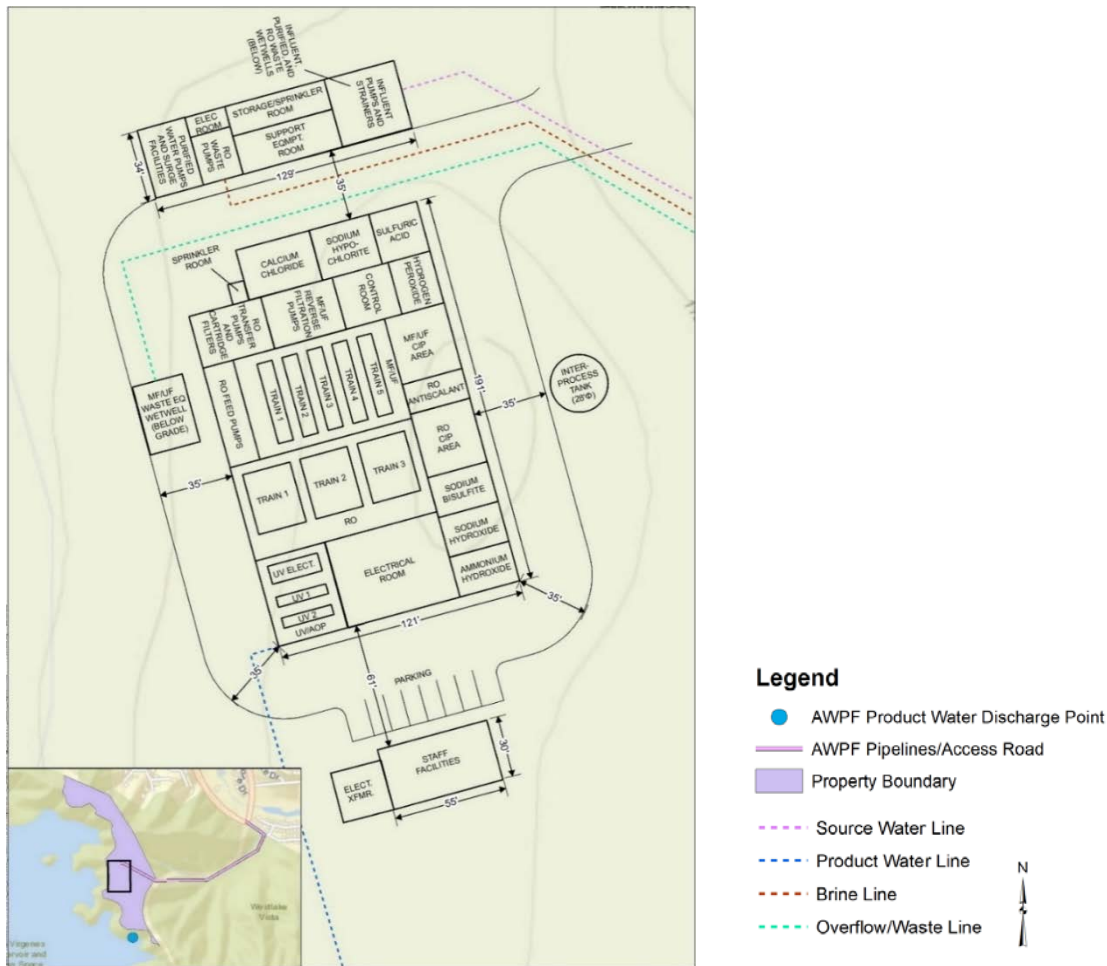 INFLUENT,
PURIFIED, AND
RO WASTE
WETWELLS
(BELOW)
INFLUENT
PUMPS AND
STRAINERS
STORAGE/SPRINKLER
ROOM
ELEC
ROOM
SUPPORT
EQMPT.
ROOM
RO
WASTE
PUMPS
PURIFIED
WATER PUMPS
AND SURGE
FACILITIES
34'
129'
35'
SPRINKLER
ROOM
CALCIUM
CHLORIDE
SODIUM
HYPO-
CHLORITE
SULFURIC
ACID
RO
TRANSFER
PUMPS
AND
CARTRIDGE
FILTERS
MF/UF
REVERSE
FILTRATION
PUMPS
CONTROL
ROOM
HYDROGEN
PEROXIDE
MF/UF
WASTE EQ
WETWELL
(BELOW
GRADE)
RO FEED PUMPS
TRAIN 1
TRAIN 2
TRAIN 3
TRAIN 4
TRAIN 5
MF/UF
MF/UF
CIP
AREA
RO
ANTISCALANT
191'
35'
INTER-
PROCESS
TANK
(28'Φ)
RO
CIP
AREA
35'
TRAIN 1
TRAIN 2
TRAIN 3
RO
SODIUM
BISULFITE
SODIUM
HYDROXIDE
AMMONIUM
HYDROXIDE
UV ELECT.
UV 1
UV 2
UV/AOP
ELECTRICAL
ROOM
121'
35'
35'
61'
PARKING
STAFF
FACILITIES
ELECT.
XFMR.
30'
55'
Westlake
Vista
Virgenes
Legend
AWPF Product Water Discharge Point
AWPF Pipelines/Access Road
Property Boundary
Source Water Line
Product Water Line
Brine Line
Overflow/Waste Line
N